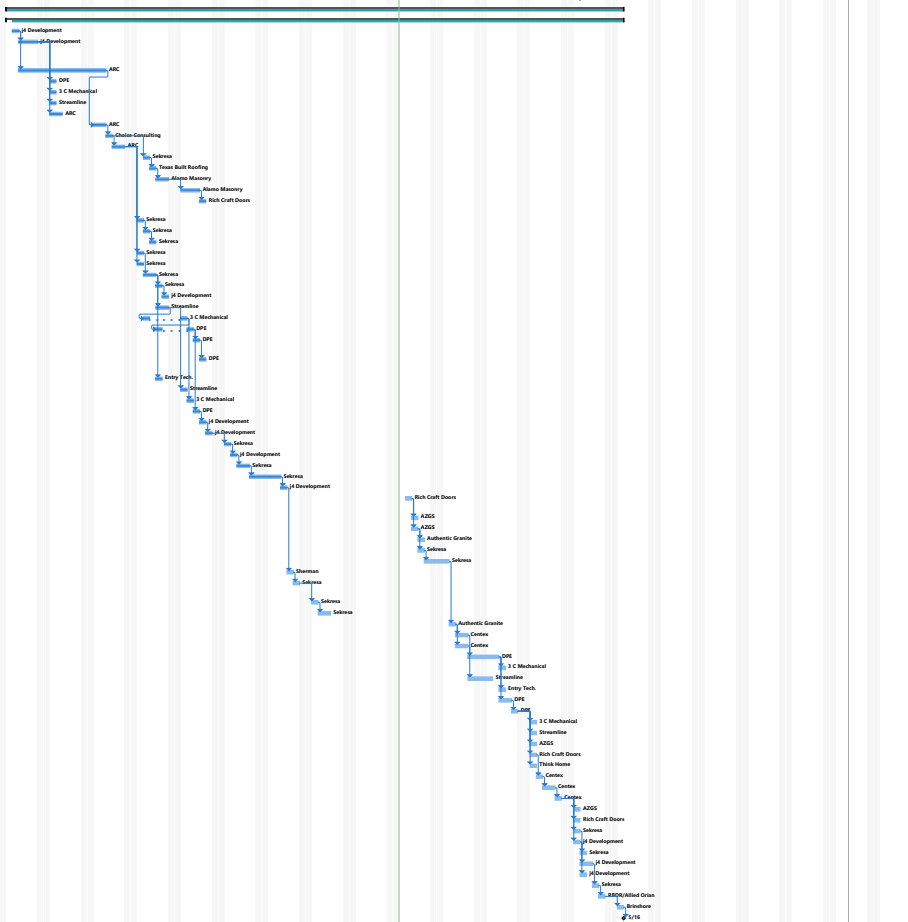 j4 Development
j4 Development
ARC
DPE
3 C Mechanical
Streamline
ARC
ARC
Choice Consulting
ARC
Sekresa
Texas Built Roofing
Alamo Masonry
Alamo Masonry
Rich Craft Doors
Sekresa
Sekresa
Sekresa
Sekresa
Sekresa
Sekresa
Sekresa
j4 Development
Streamline
3 C Mechanical
DPE
DPE
DPE
Entry Tech.
Streamline
3 C Mechanical
DPE
j4 Development
j4 Development
Sekresa
j4 Development
Sekresa
Sekresa
j4 Development
Rich Craft Doors
AZGS
AZGS
Authentic Granite
Sekresa
Sekresa
Sherman
Sekresa
Sekresa
Sekresa
Authentic Granite
Centex
Centex
DPE
3 C Mechanical
Streamline
Entry Tech.
DPE
DPE
3 C Mechanical
Streamline
AZGS
Rich Craft Doors
Think Home
Centex
Centex
Centex
AZGS
Rich Craft Doors
Sekresa
j4 Development
Sekresa
j4 Development
j4 Development
Sekresa
RBDR/Allied Orian
Brinshore
5/16